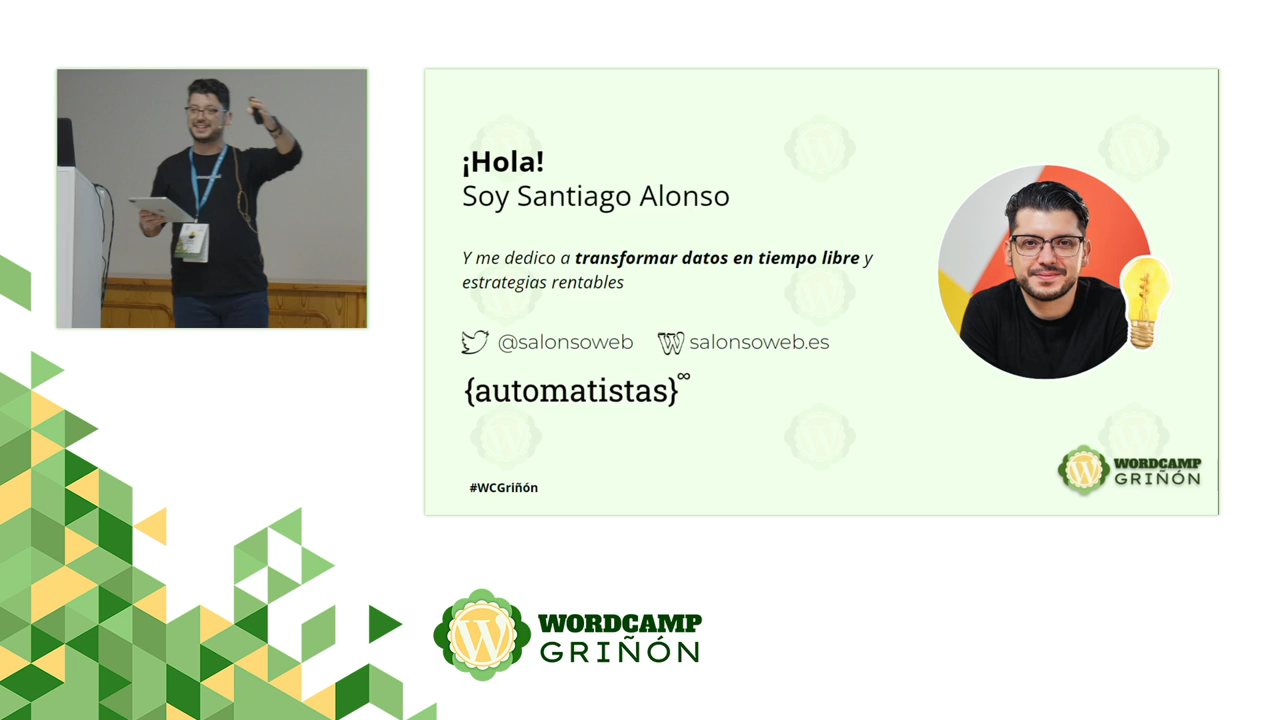 ¡Hola!
Soy Santiago Alonso
Y me dedico a transformar datos en tiempo libre y
estrategias rentables
@salonsoweb salonsoweb.es
{automatistas}∞
#WCGriñón
WORDCAMP
GRIÑÓN
WORDCAMP
GRIÑÓN